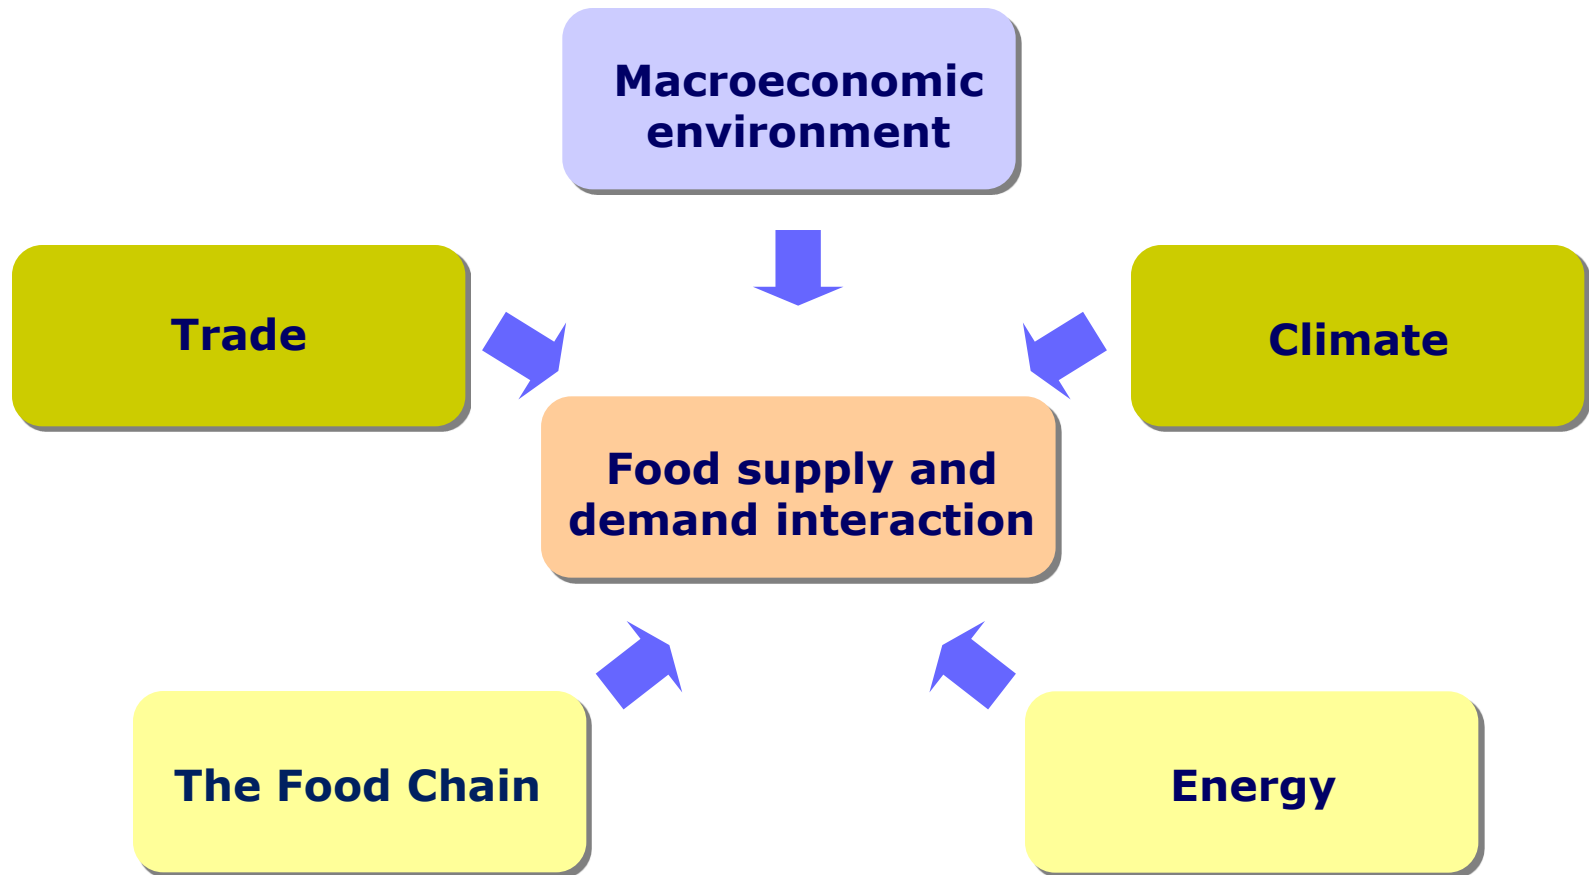 Macroeconomic
environment
Trade
Climate
Food supply and
demand interaction
The Food Chain
Energy